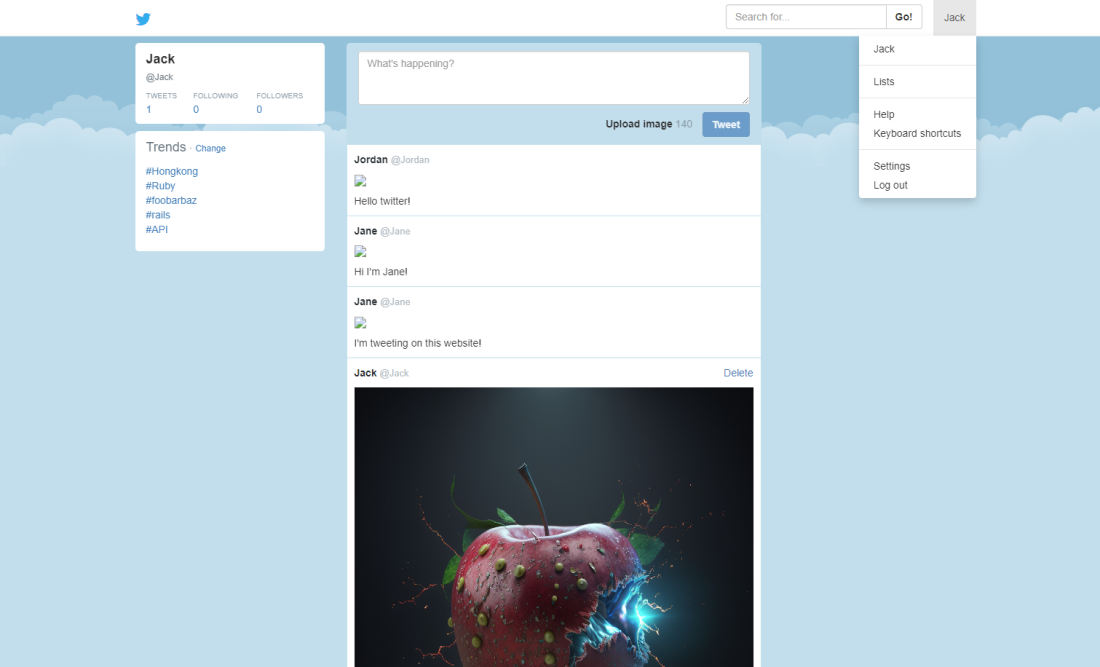 Search for...
Go!
Jack
Jack
Lists
Help
Keyboard shortcuts
Settings
Log out
Jack
@Jack
TWEETS FOLLOWING FOLLOWERS
1 0 0
Trends · Change
#Hongkong
#Ruby
#foobarbaz
#rails
#API
What's happening?
Upload image 140 Tweet
Jordan @Jordan
Hello twitter!
Jane @Jane
Hi I'm Jane!
Jane @Jane
I'm tweeting on this website!
Jack @Jack Delete